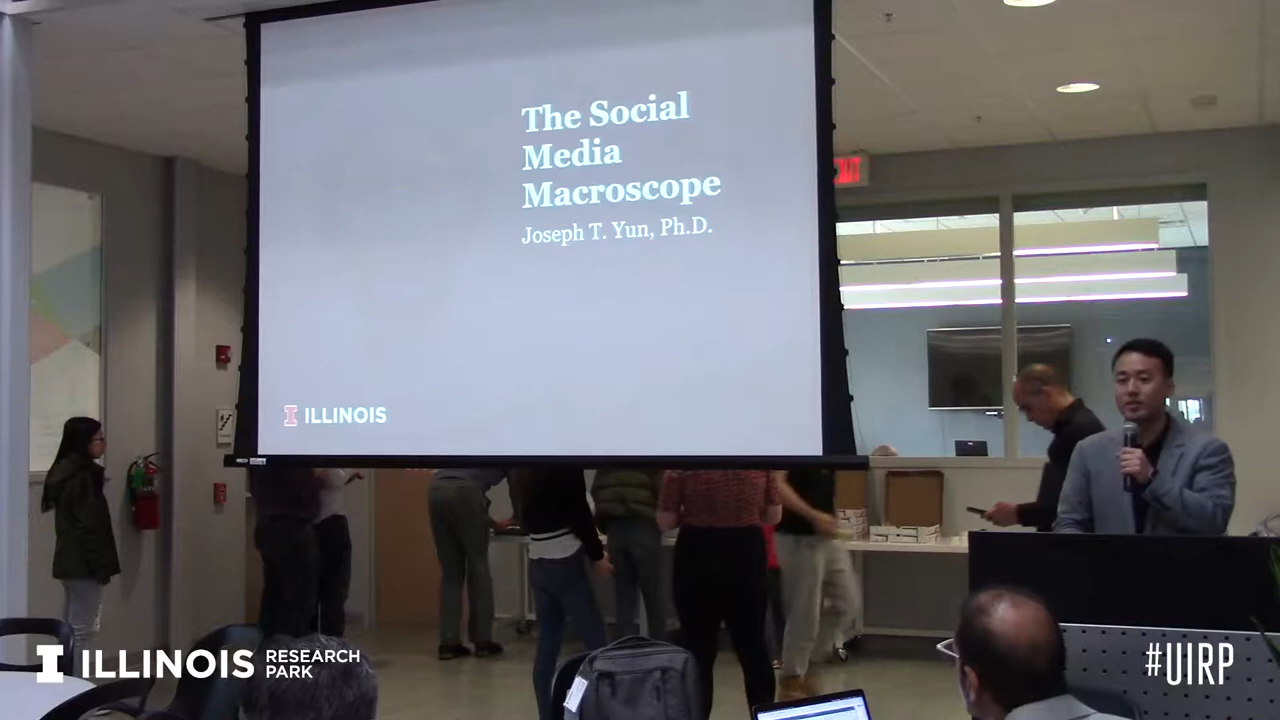 The Social
Media
Macroscope
Joseph T. Yun, Ph.D.
ILLINOIS
EXIT
ILLINOIS RESEARCH
PARK
#UIRP